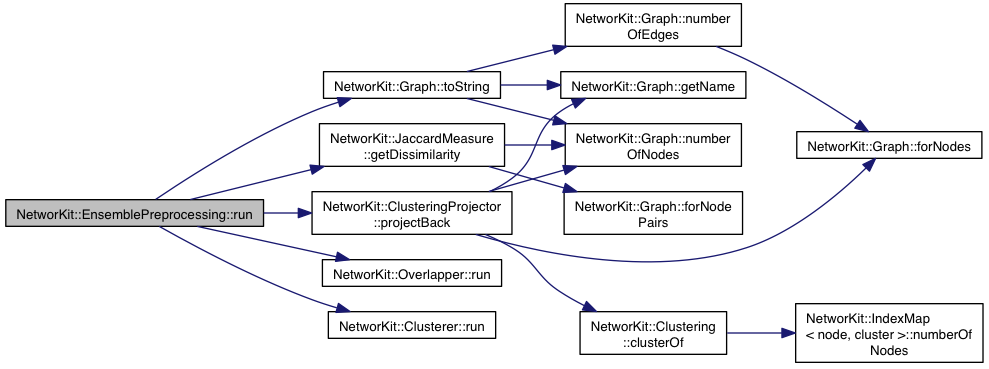 NetworKit::EnsemblePreprocessing::run
NetworKit::Graph::toString
NetworKit::JaccardMeasure
::getDissimilarity
NetworKit::ClusteringProjector
::projectBack
NetworKit::Overlapper::run
NetworKit::Clusterer::run
NetworKit::Graph::number
OfEdges
NetworKit::Graph::getName
NetworKit::Graph::number
OfNodes
NetworKit::Graph::forNode
Pairs
NetworKit::Clustering
::clusterOf
NetworKit::Graph::forNodes
NetworKit::IndexMap
< node, cluster >::numberOf
Nodes